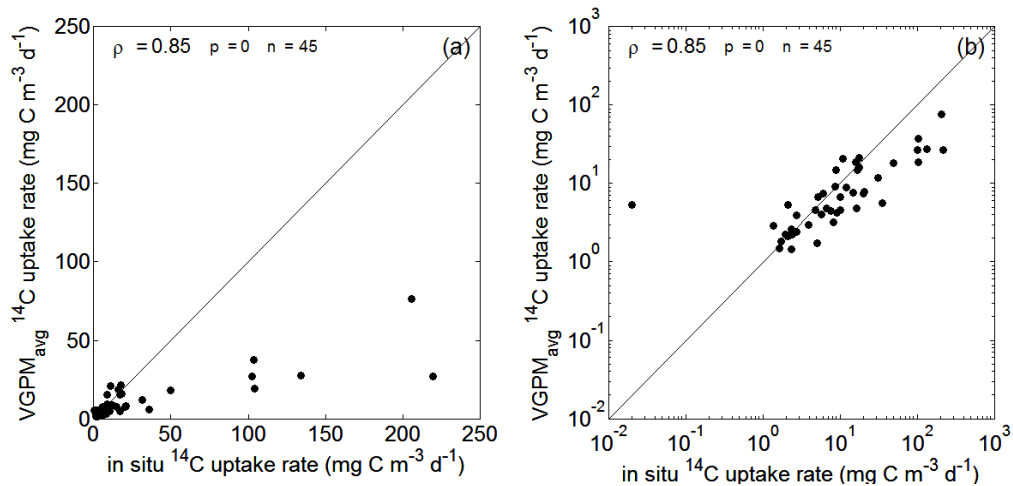 (a)
ρ = 0.85 p = 0 n = 45
250
200
150
100
50
0
0 50 100 150 200 250
VGPM_avg ^14C uptake rate (mg C m^-3 d^-1)
in situ ^14C uptake rate (mg C m^-3 d^-1)
(b)
ρ = 0.85 p = 0 n = 45
10^3
10^2
10^1
10^0
10^-1
10^-2
10^-2 10^-1 10^0 10^1 10^2 10^3
VGPM_avg ^14C uptake rate (mg C m^-3 d^-1)
in situ ^14C uptake rate (mg C m^-3 d^-1)